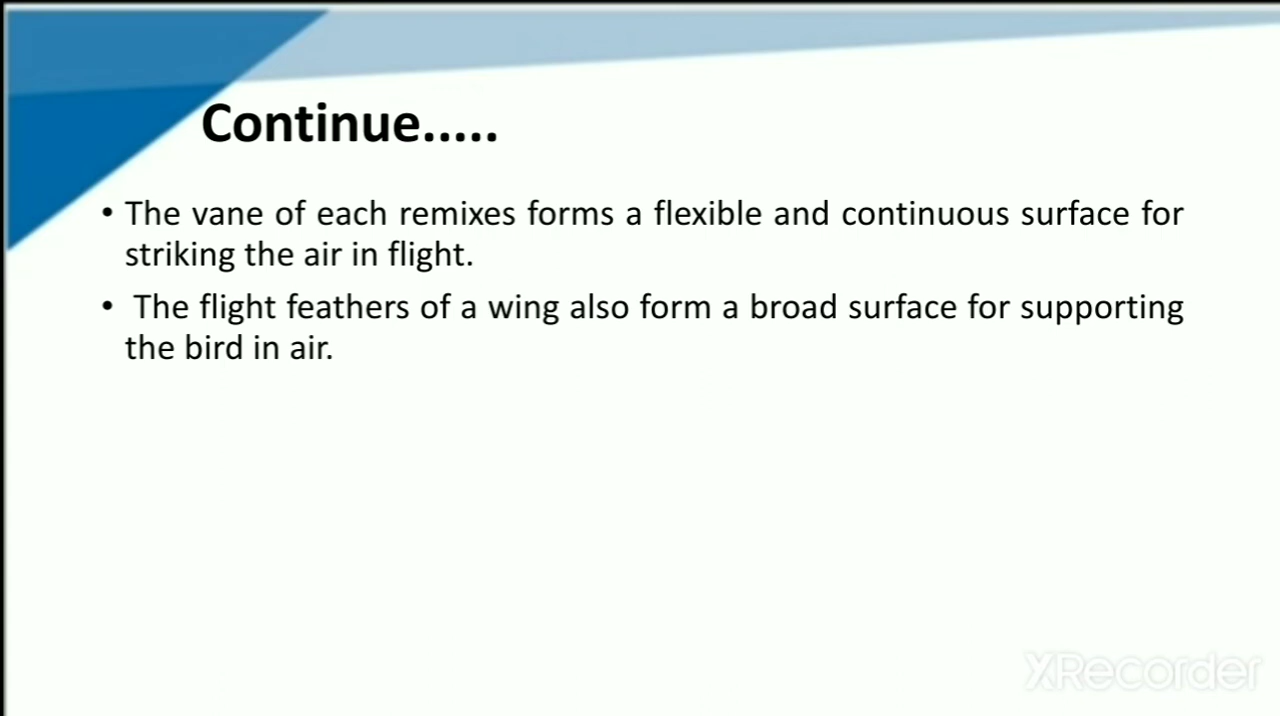 Continue.....
• The vane of each remixes forms a flexible and continuous surface for
striking the air in flight.
• The flight feathers of a wing also form a broad surface for supporting
the bird in air.
XRecorder